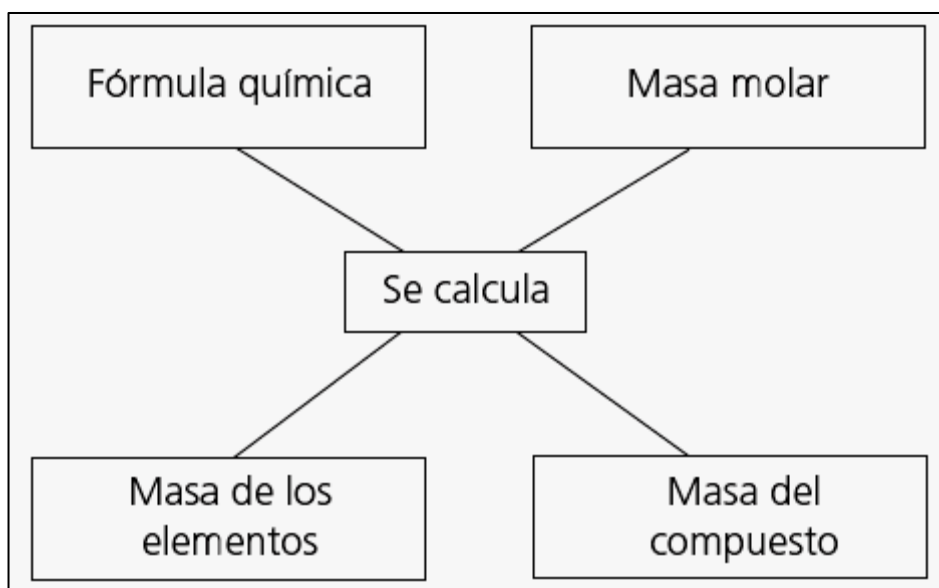 Fórmula química
Masa molar
Se calcula
Masa de los
elementos
Masa del
compuesto